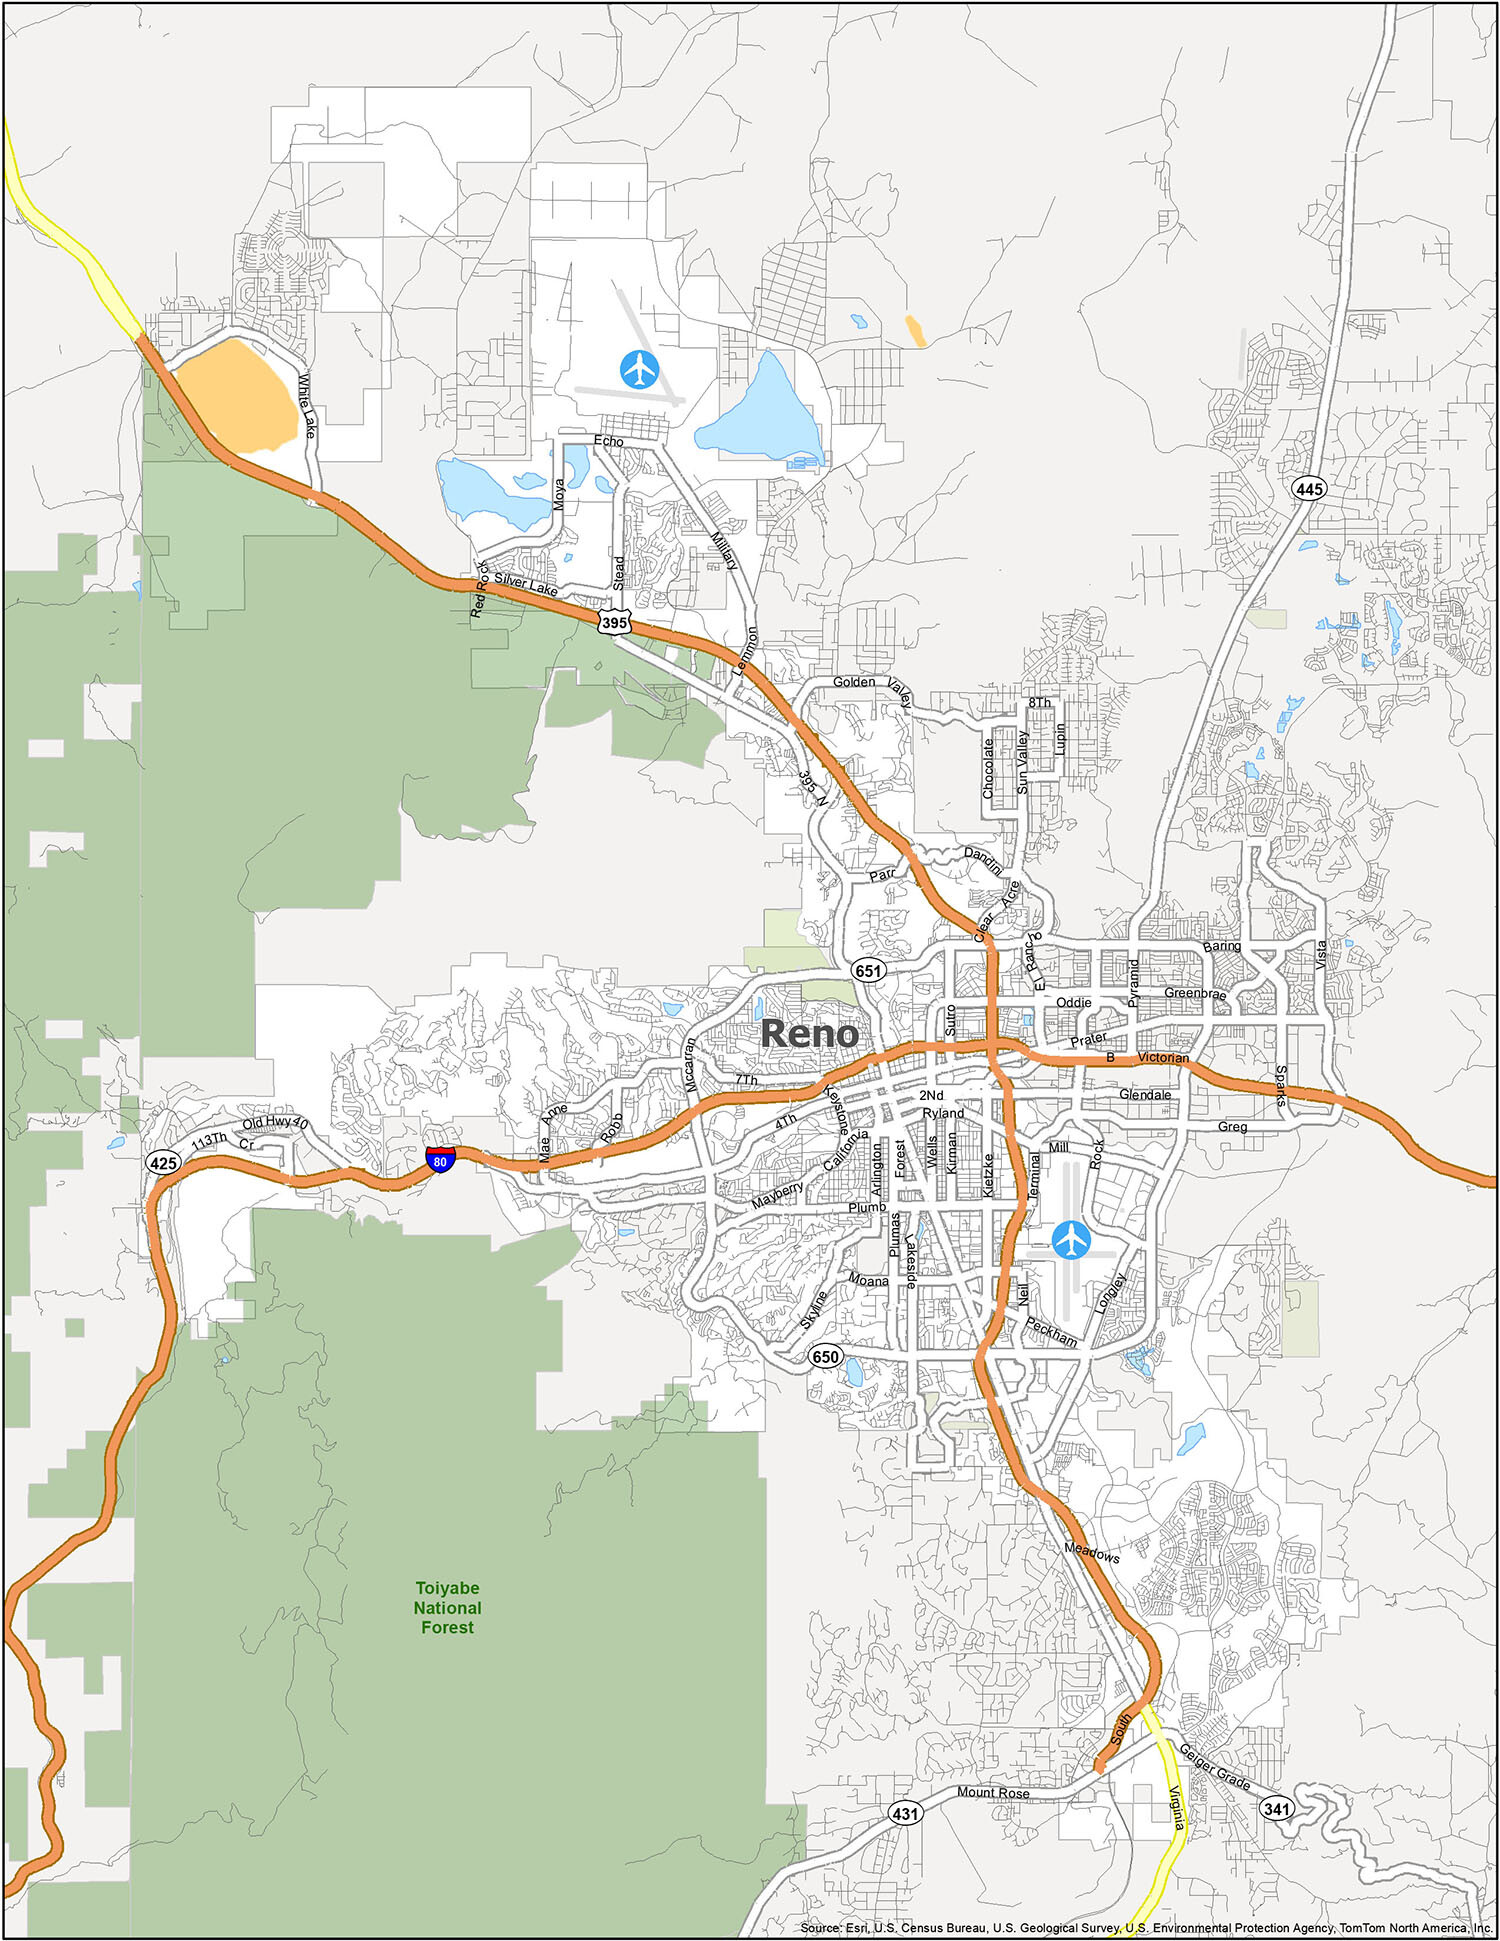 White Lake
Echo
Moya
445
Military
Stead
Red Rock
Silver Lake
395
Lemmon
Golden Valley
8Th
Chocolate
Sun Valley
Lupin
395 N
Dandini
Parr
Clear Acre
El Rancho
Baring
Vista
651
Pyramid
Greenbrae
Oddie
Sutro
Reno
Prater
Mccarran
B
Victorian
7Th
Keystone
2Nd
Glendale
Sparks
Ryland
Mae Anne
Robb
4Th
Old Hwy 40
113Th
Cr
California
Greg
425
80
Arlington
Forest
Wells
Kirman
Kietzke
Mill
Rock
Terminal
Mayberry
Plumb
Plumas
Lakeside
Moana
Neil
Longley
Skyline
Peckham
650
Meadows
Toiyabe
National
Forest
South
Geiger Grade
Mount Rose
431
Virginia
341
Source: Esri, U.S. Census Bureau, U.S. Geological Survey, U.S. Environmental Protection Agency, TomTom North America, Inc.